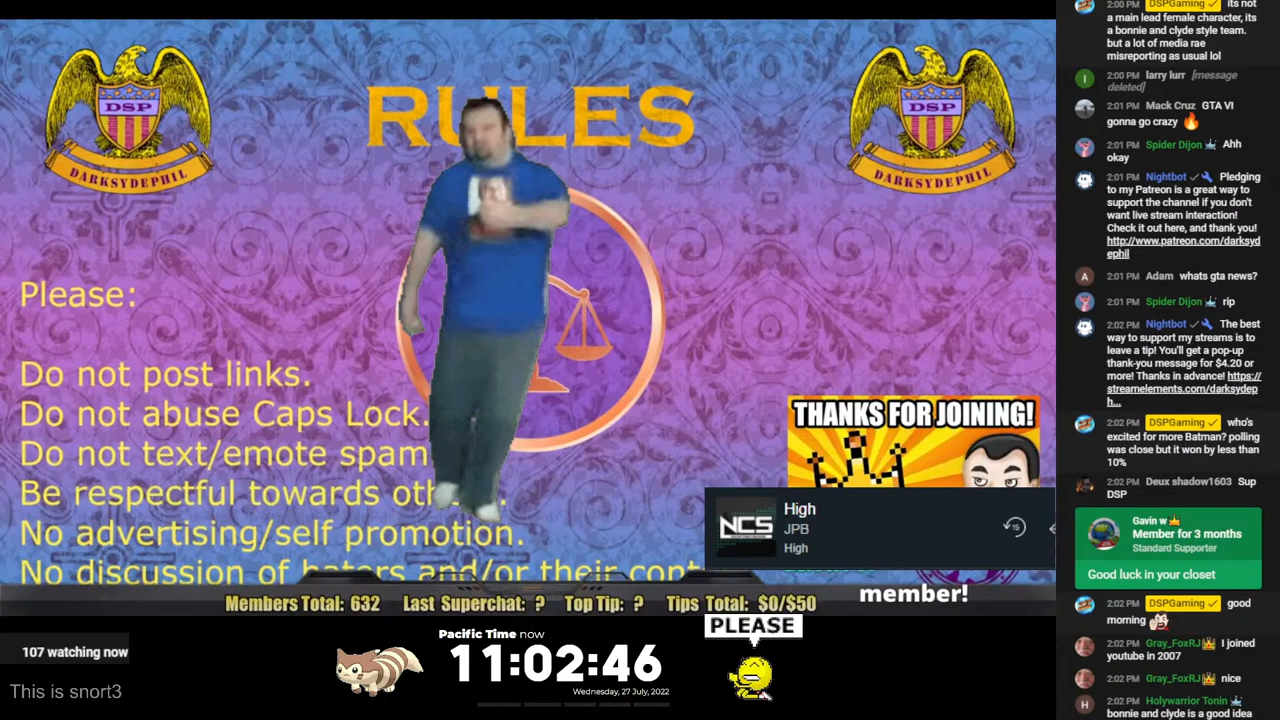 DSP
DARKSYDEPHIL
RULES
DSP
DARKSYDEPHIL
Please:
Do not post links.
Do not abuse Caps Lock.
Do not text/emote spam
Be respectful towards oth
No advertising/self promotion.
No discussion of haters and/or their cont
THANKS FOR JOINING!
NCS
High
JPB
High
15
member!
Members Total: 632 Last Superchat: ? Top Tip: ? Tips Total: $0/$50
PLEASE
107 watching now
This is snort3
Pacific Time now
11:02:46
Wednesday, 27 July, 2022
2:00 PM DSPGaming its not
a main lead female character, its
a bonnie and clyde style team.
but a lot of media rae
misreporting as usual lol
2:00 PM larry lurr [message
deleted]
2:01 PM Mack Cruz GTA VI
gonna go crazy 🔥
2:01 PM Spider Dijon Ahh
okay
2:01 PM Nightbot Pledging
to my Patreon is a great way to
support the channel if you don't
want live stream interaction!
Check it out here, and thank you!
http://www.patreon.com/darksyd
ephil
A
2:01 PM Adam whats gta news?
2:01 PM Spider Dijon rip
2:02 PM Nightbot The best
way to support my streams is to
leave a tip! You'll get a pop-up
thank-you message for $4.20 or
more! Thanks in advance! https://
streamelements.com/darksydep
h...
2:02 PM DSPGaming who's
excited for more Batman? polling
was close but it won by less than
10%
2:02 PM Deux shadow1603 Sup
DSP
Gavin w
Member for 3 months
Standard Supporter
Good luck in your closet
2:02 PM DSPGaming good
morning
2:02 PM Gray_FoxRJ I joined
youtube in 2007
2:02 PM Gray_FoxRJ nice
H
2:02 PM Holywarrior Tonin
bonnie and clyde is a good idea